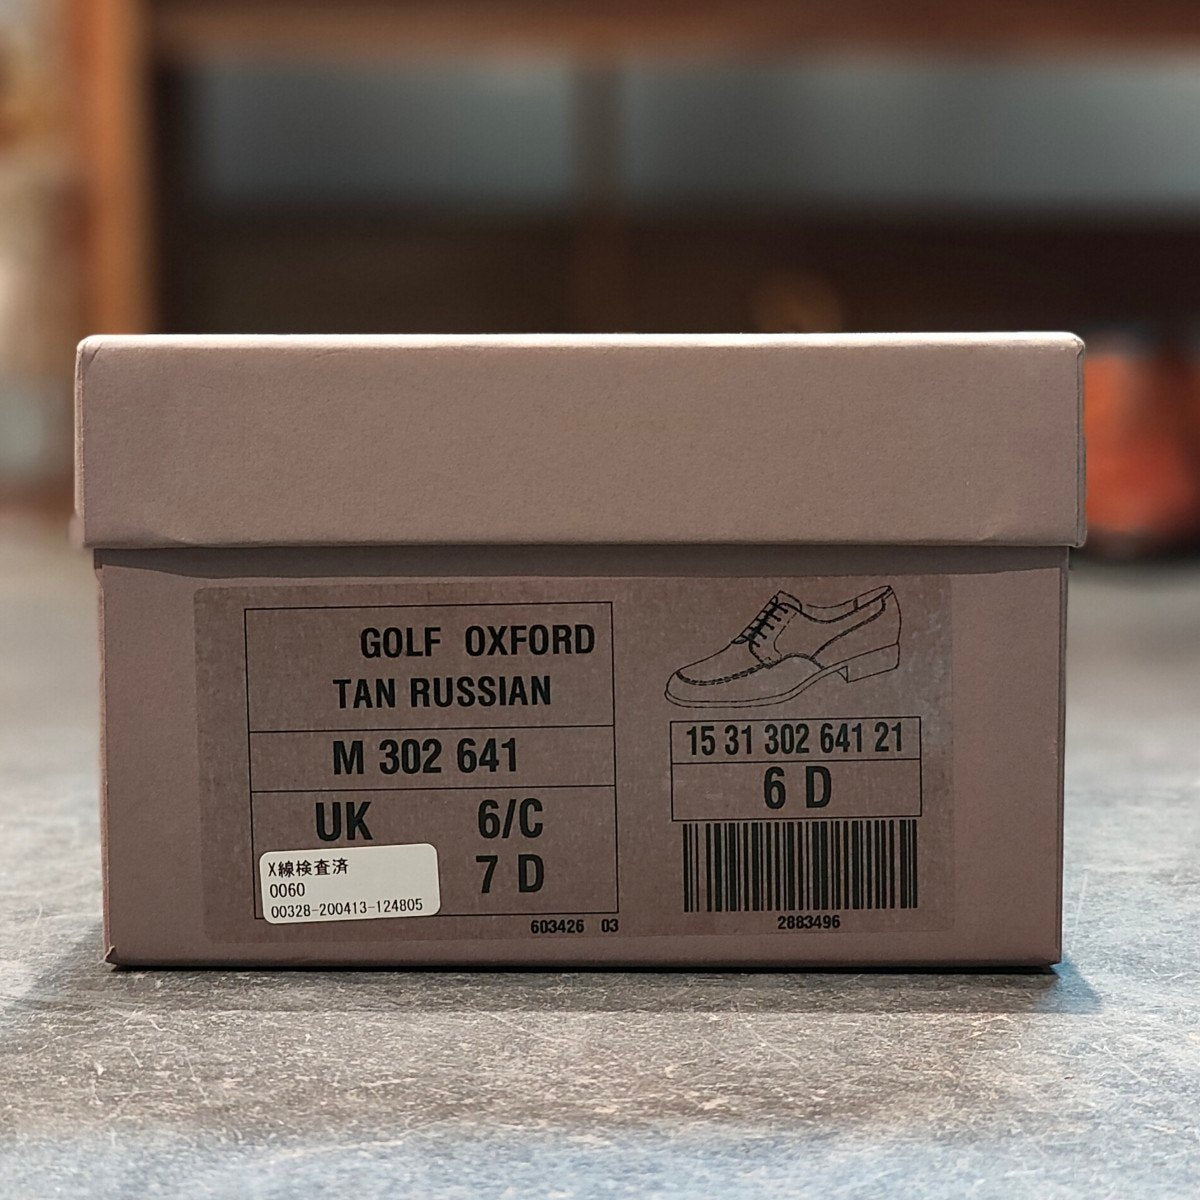 GOLF OXFORD
TAN RUSSIAN
M 302 641
UK 6/C
7 D
X線検査済
0060
00328-200413-124805
603426 03
15 31 302 641 21
6 D
2883496